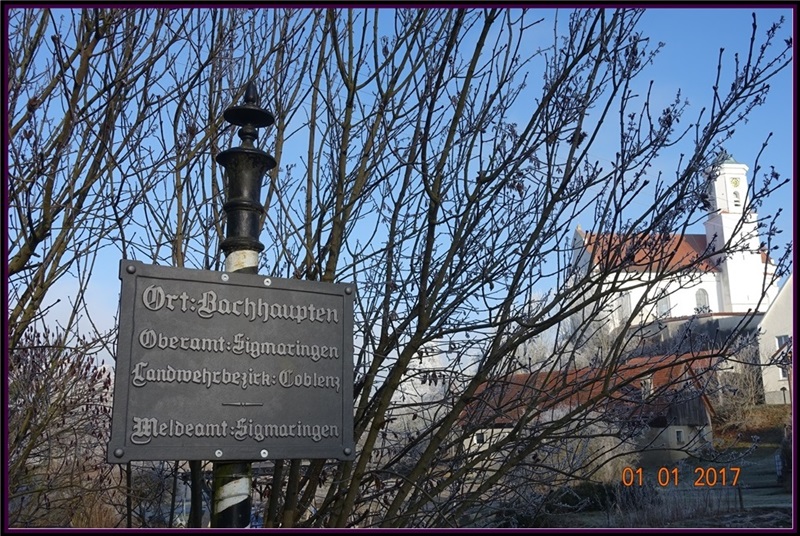 Ort:Bachhaupten
Oberamt:Sigmaringen
Landwehrbezirk:Coblenz
Meldeamt:Sigmaringen
01 01 2017